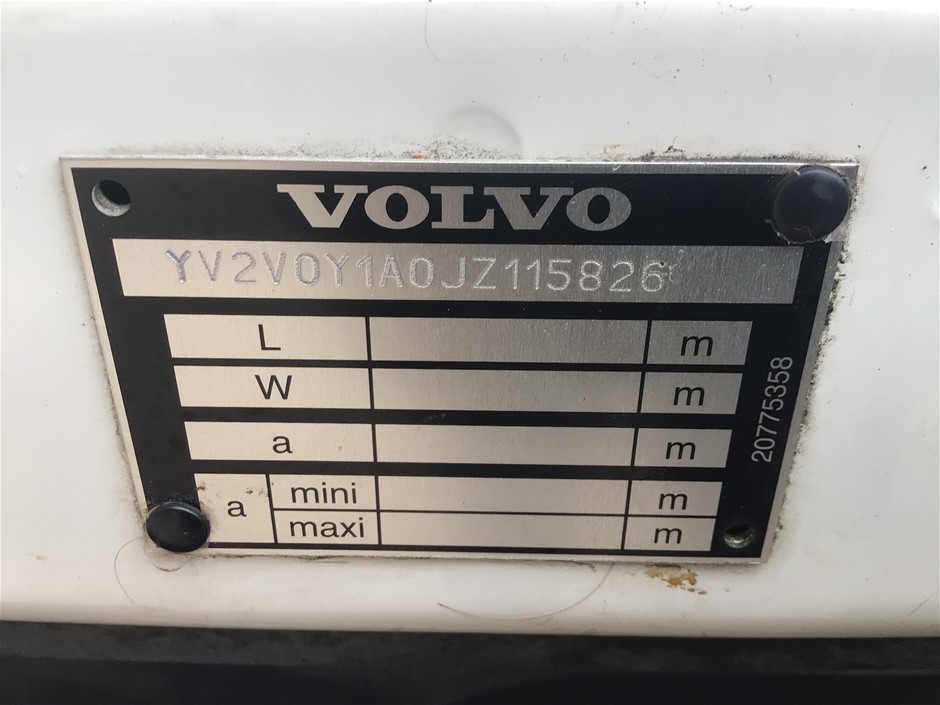 VOLVO
YV2V0Y1A0JZ115826
L m
W m
a m
a mini m
maxi m
20775358